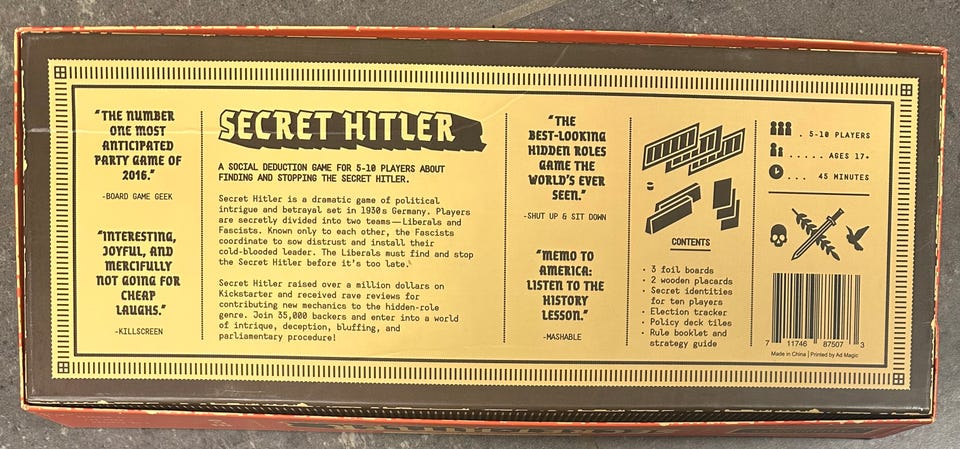 “THE NUMBER
ONE MOST
ANTICIPATED
PARTY GAME OF
2016.”
-BOARD GAME GEEK
“INTERESTING,
JOYFUL, AND
MERCIFULLY
NOT GOING FOR
CHEAP
LAUGHS.”
-KILLSCREEN
SECRET HITLER
A SOCIAL DEDUCTION GAME FOR 5-10 PLAYERS ABOUT
FINDING AND STOPPING THE SECRET HITLER.
Secret Hitler is a dramatic game of political
intrigue and betrayal set in 1930s Germany. Players
are secretly divided into two teams—Liberals and
Fascists. Known only to each other, the Fascists
coordinate to sow distrust and install their
cold-blooded leader. The Liberals must find and stop
the Secret Hitler before it's too late.
Secret Hitler raised over a million dollars on
Kickstarter and received rave reviews for
contributing new mechanics to the hidden-role
genre. Join 35,000 backers and enter into a world
of intrigue, deception, bluffing, and
parliamentary procedure!
“THE
BEST-LOOKING
HIDDEN ROLES
GAME THE
WORLD'S EVER
SEEN.”
-SHUT UP & SIT DOWN
“MEMO TO
AMERICA:
LISTEN TO THE
HISTORY
LESSON.”
-MASHABLE
CONTENTS
· 3 foil boards
· 2 wooden placards
· Secret identities
for ten players
· Election tracker
· Policy deck tiles
· Rule booklet and
strategy guide
. 5-10 PLAYERS
..... AGES 17+
... 45 MINUTES
7 11746 87507 3
Made in China | Printed by Ad Magic